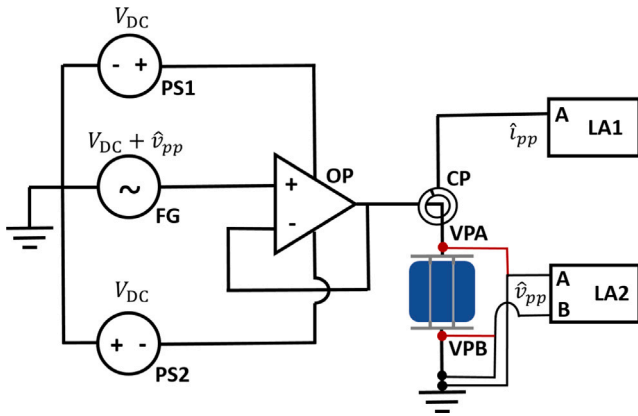 V_DC
- +
PS1
V_DC + v̂_pp
~
FG
+
-
OP
CP
î_pp
A
LA1
VPA
V_DC
+ -
PS2
v̂_pp
A
B
LA2
VPB